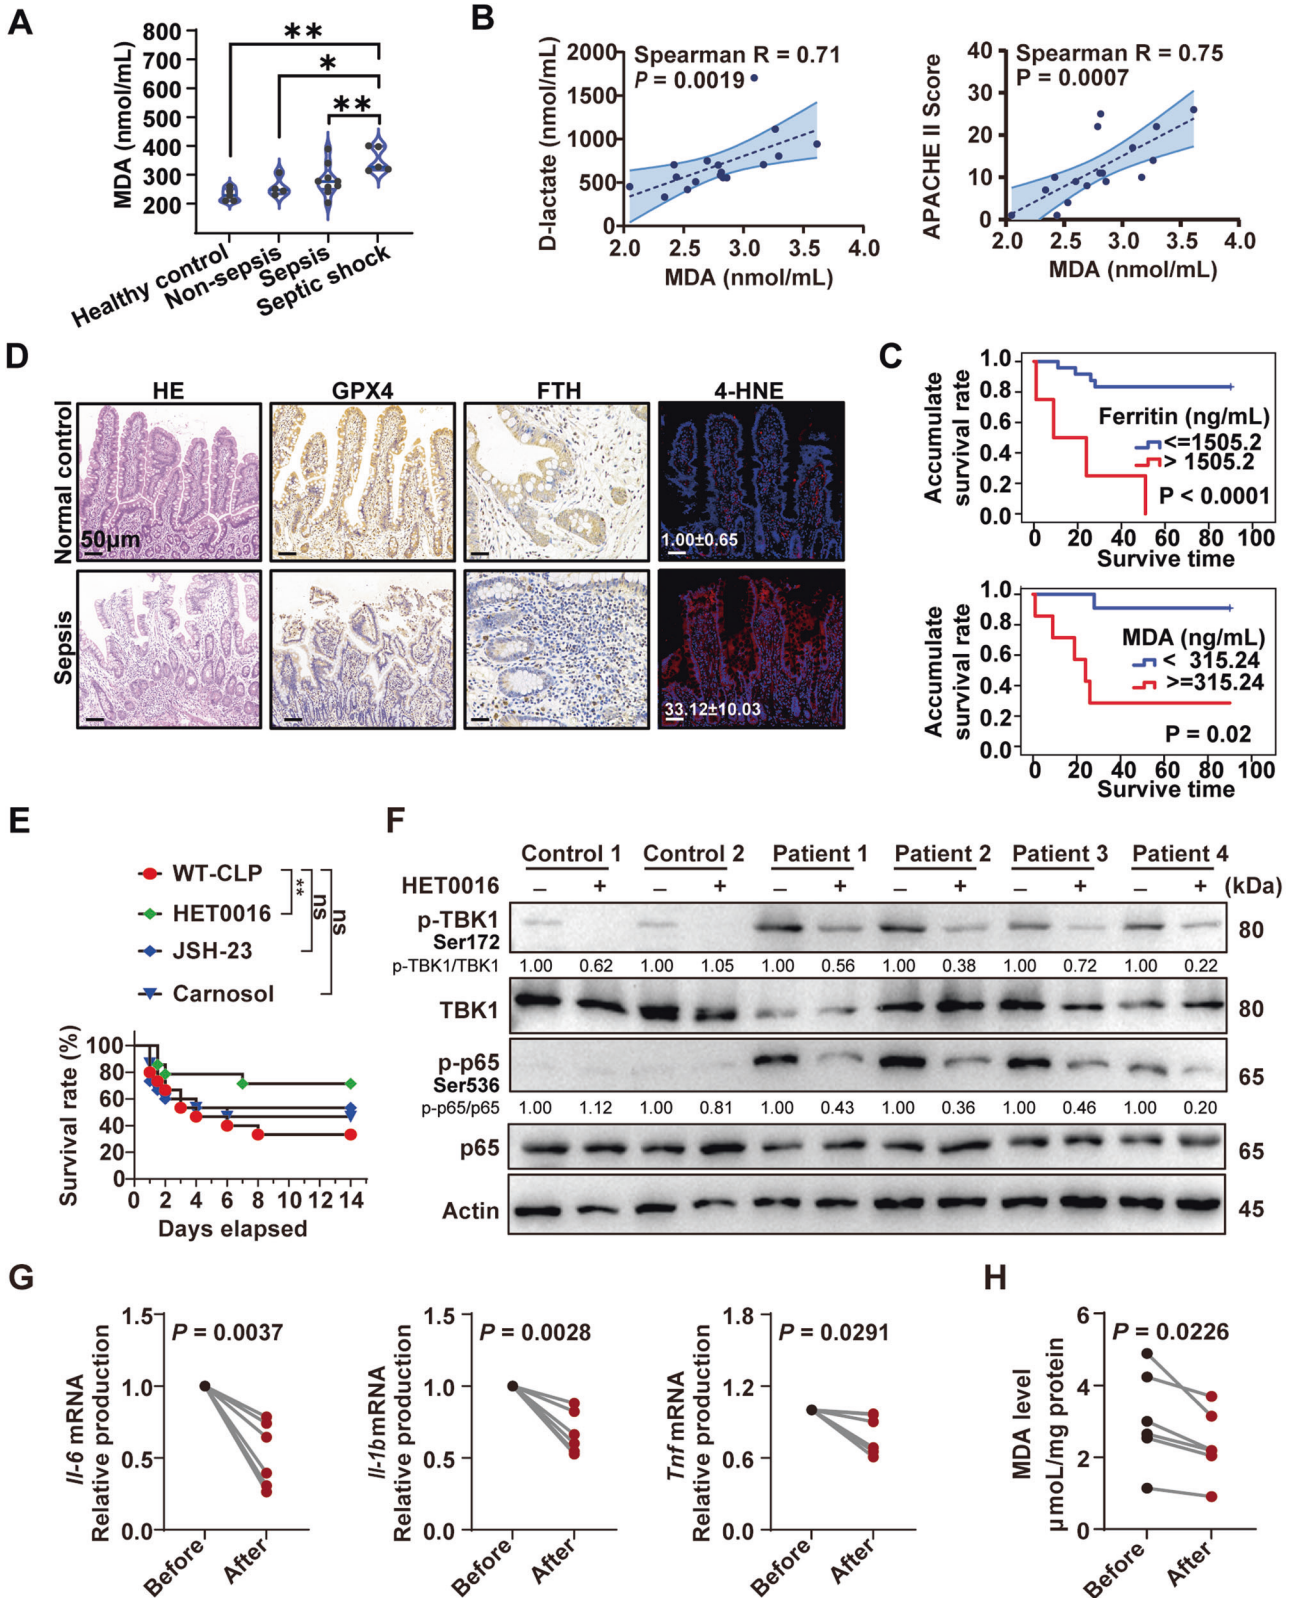 A
MDA (nmol/mL)
800
700
600
500
400
300
200
**
*
**
Healthy control
Non-sepsis
Sepsis
Septic shock
B
D-lactate (nmol/mL)
2000
1500
1000
500
0
Spearman R = 0.71
P = 0.0019
2.0 2.5 3.0 3.5 4.0
MDA (nmol/mL)
APACHE II Score
40
30
20
10
0
Spearman R = 0.75
P = 0.0007
2.0 2.5 3.0 3.5 4.0
MDA (nmol/mL)
D
HE GPX4 FTH 4-HNE
Normal control
50μm
1.00±0.65
Sepsis
33.12±10.03
C
Accumulate
survival rate
1.0
0.8
0.6
0.4
0.2
0.0
Ferritin (ng/mL)
<=1505.2
> 1505.2
P < 0.0001
0 20 40 60 80 100
Survive time
Accumulate
survival rate
1.0
0.8
0.6
0.4
0.2
0.0
MDA (ng/mL)
< 315.24
>=315.24
P = 0.02
0 20 40 60 80 100
Survive time
E
WT-CLP
HET0016
JSH-23
Carnosol
**
ns
ns
Survival rate (%)
100
80
60
40
20
0
0 2 4 6 8 10 12 14
Days elapsed
F
Control 1 Control 2 Patient 1 Patient 2 Patient 3 Patient 4
HET0016 – + – + – + – + – + – + (kDa)
p-TBK1 80
Ser172
p-TBK1/TBK1 1.00 0.62 1.00 1.05 1.00 0.56 1.00 0.38 1.00 0.72 1.00 0.22
TBK1 80
p-p65 65
Ser536
p-p65/p65 1.00 1.12 1.00 0.81 1.00 0.43 1.00 0.36 1.00 0.46 1.00 0.20
p65 65
Actin 45
G
Il-6 mRNA
Relative production
1.5
1.0
0.5
0.0
P = 0.0037
Before
After
Il-1b mRNA
Relative production
1.5
1.0
0.5
0.0
P = 0.0028
Before
After
Tnf mRNA
Relative production
1.8
1.2
0.6
0.0
P = 0.0291
Before
After
H
MDA level
μmoL/mg protein
6
4
2
0
P = 0.0226
Before
After